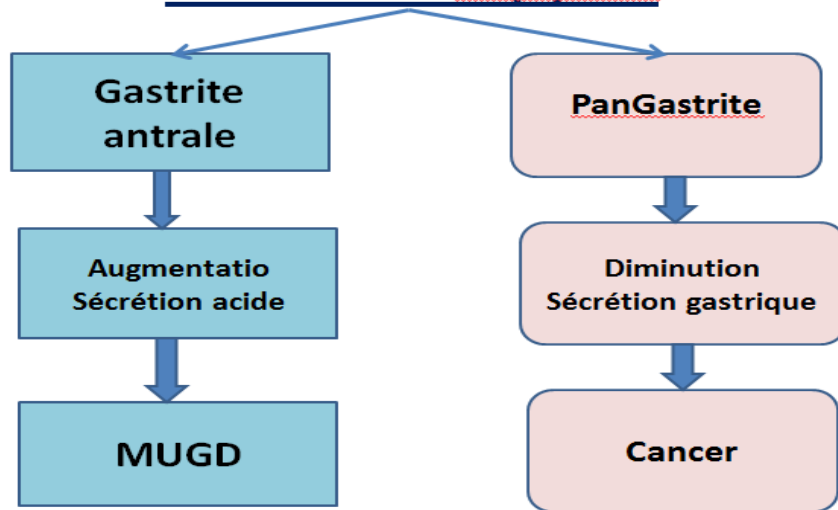 Gastrite
antrale
PanGastrite
Augmentatio
Sécrétion acide
Diminution
Sécrétion gastrique
MUGD
Cancer